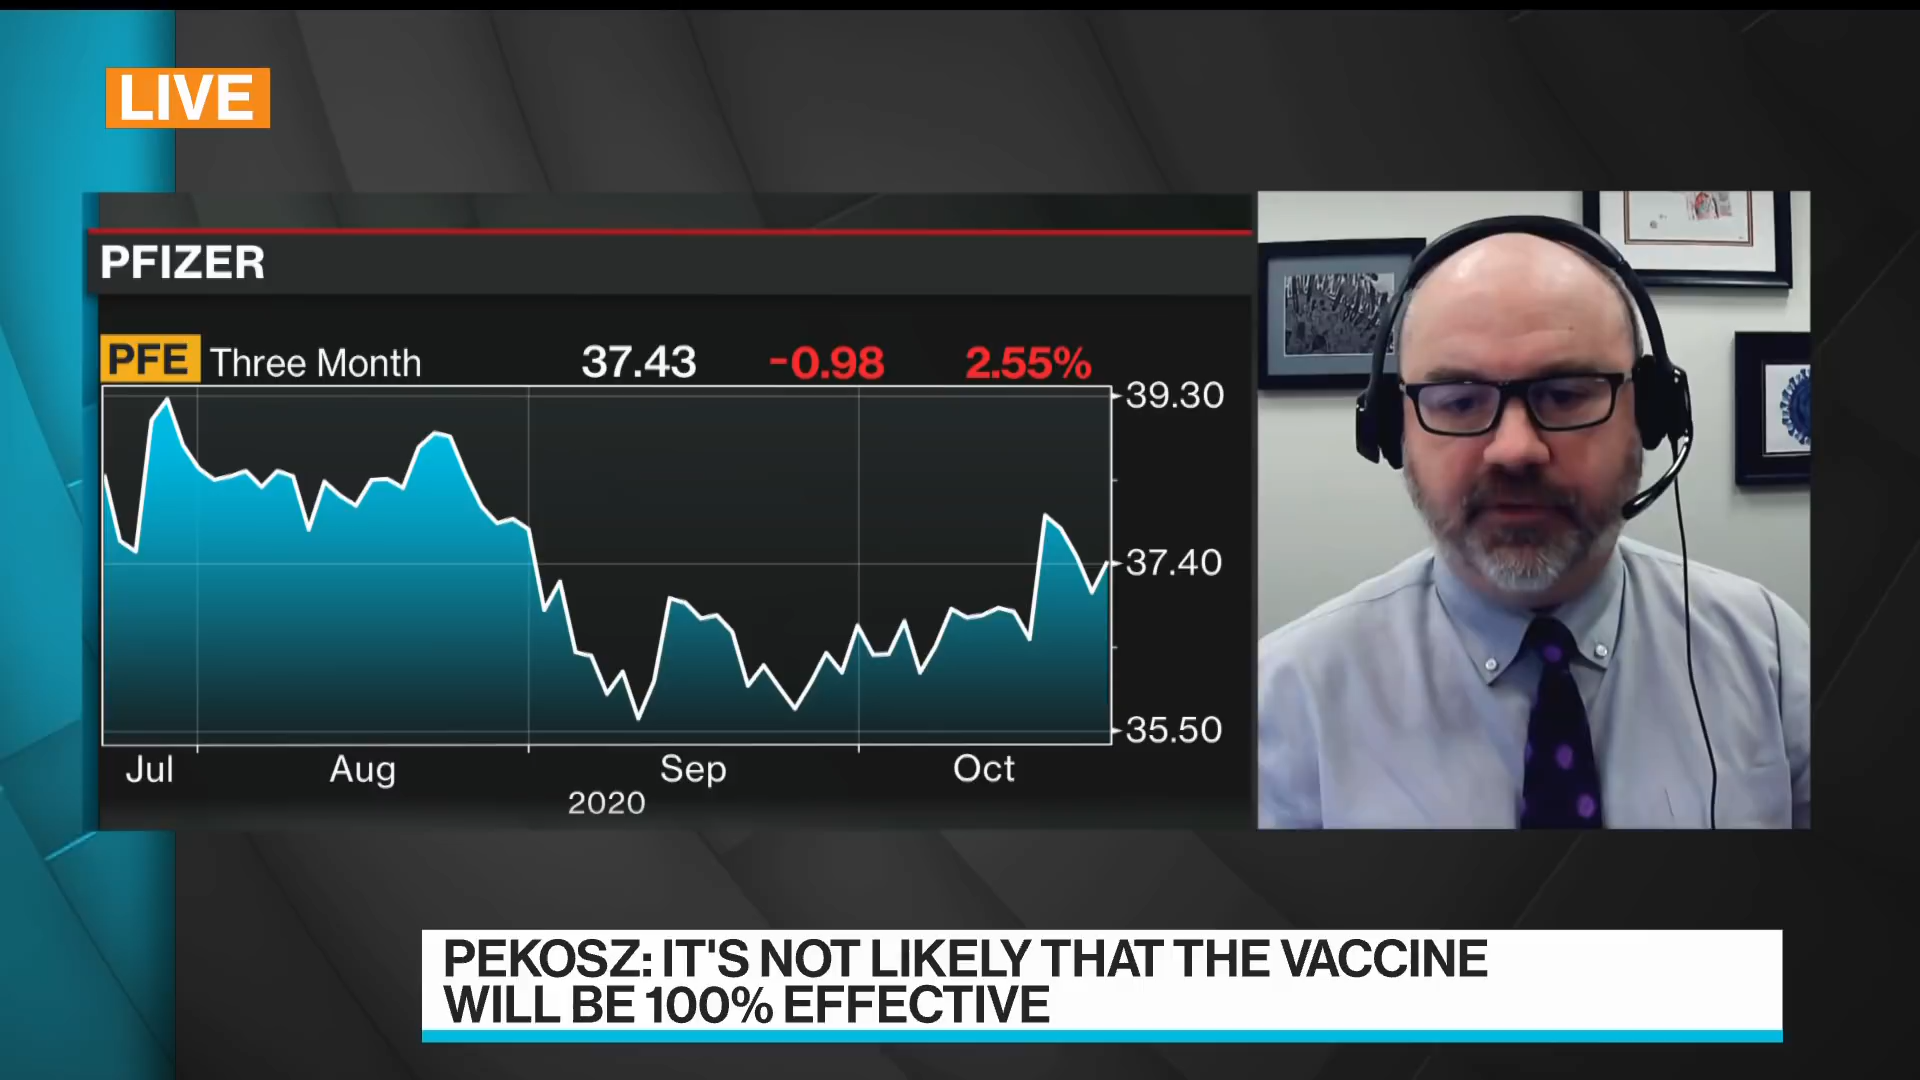 LIVE
PFIZER
PFE Three Month 37.43 -0.98 2.55%
39.30
37.40
35.50
Jul Aug Sep Oct
2020
PEKOSZ: IT'S NOT LIKELY THAT THE VACCINE
WILL BE 100% EFFECTIVE